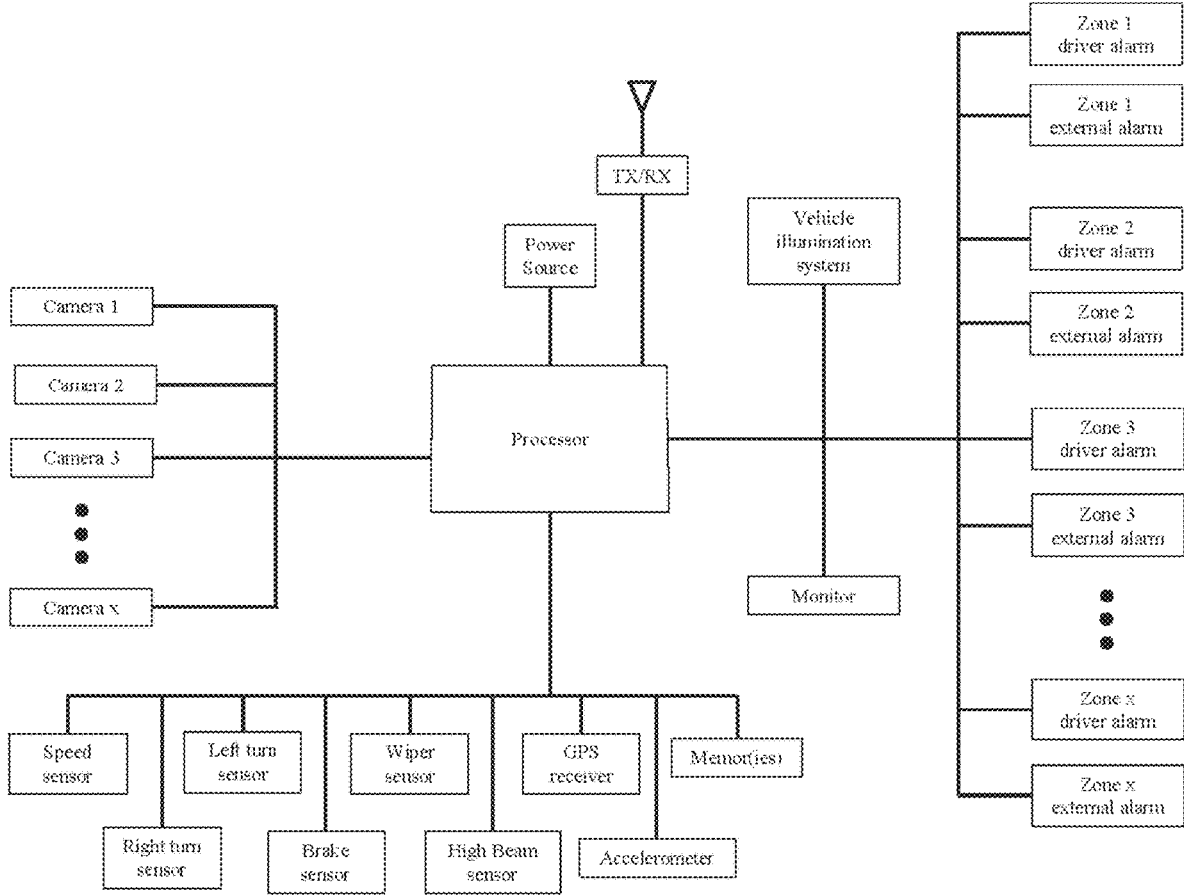 Zone 1
driver alarm
Zone 1
external alarm
TX/RX
Vehicle
illumination
system
Zone 2
driver alarm
Power
Source
Camera 1
Zone 2
external alarm
Camera 2
Processor
Zone 3
driver alarm
Camera 3
Zone 3
external alarm
Camera x
Monitor
Zone x
driver alarm
Speed
sensor
Left turn
sensor
Wiper
sensor
GPS
receiver
Memor(ies)
Zone x
external alarm
Right turn
sensor
Brake
sensor
High Beam
sensor
Accelerometer